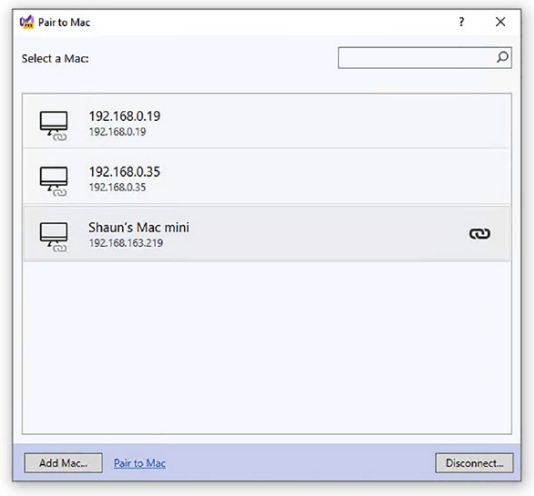 Pair to Mac
?
Select a Mac:
192.168.0.19
192.168.0.19
192.168.0.35
192.168.0.35
Shaun's Mac mini
192.168.163.219
Add Mac... Pair to Mac Disconnect...